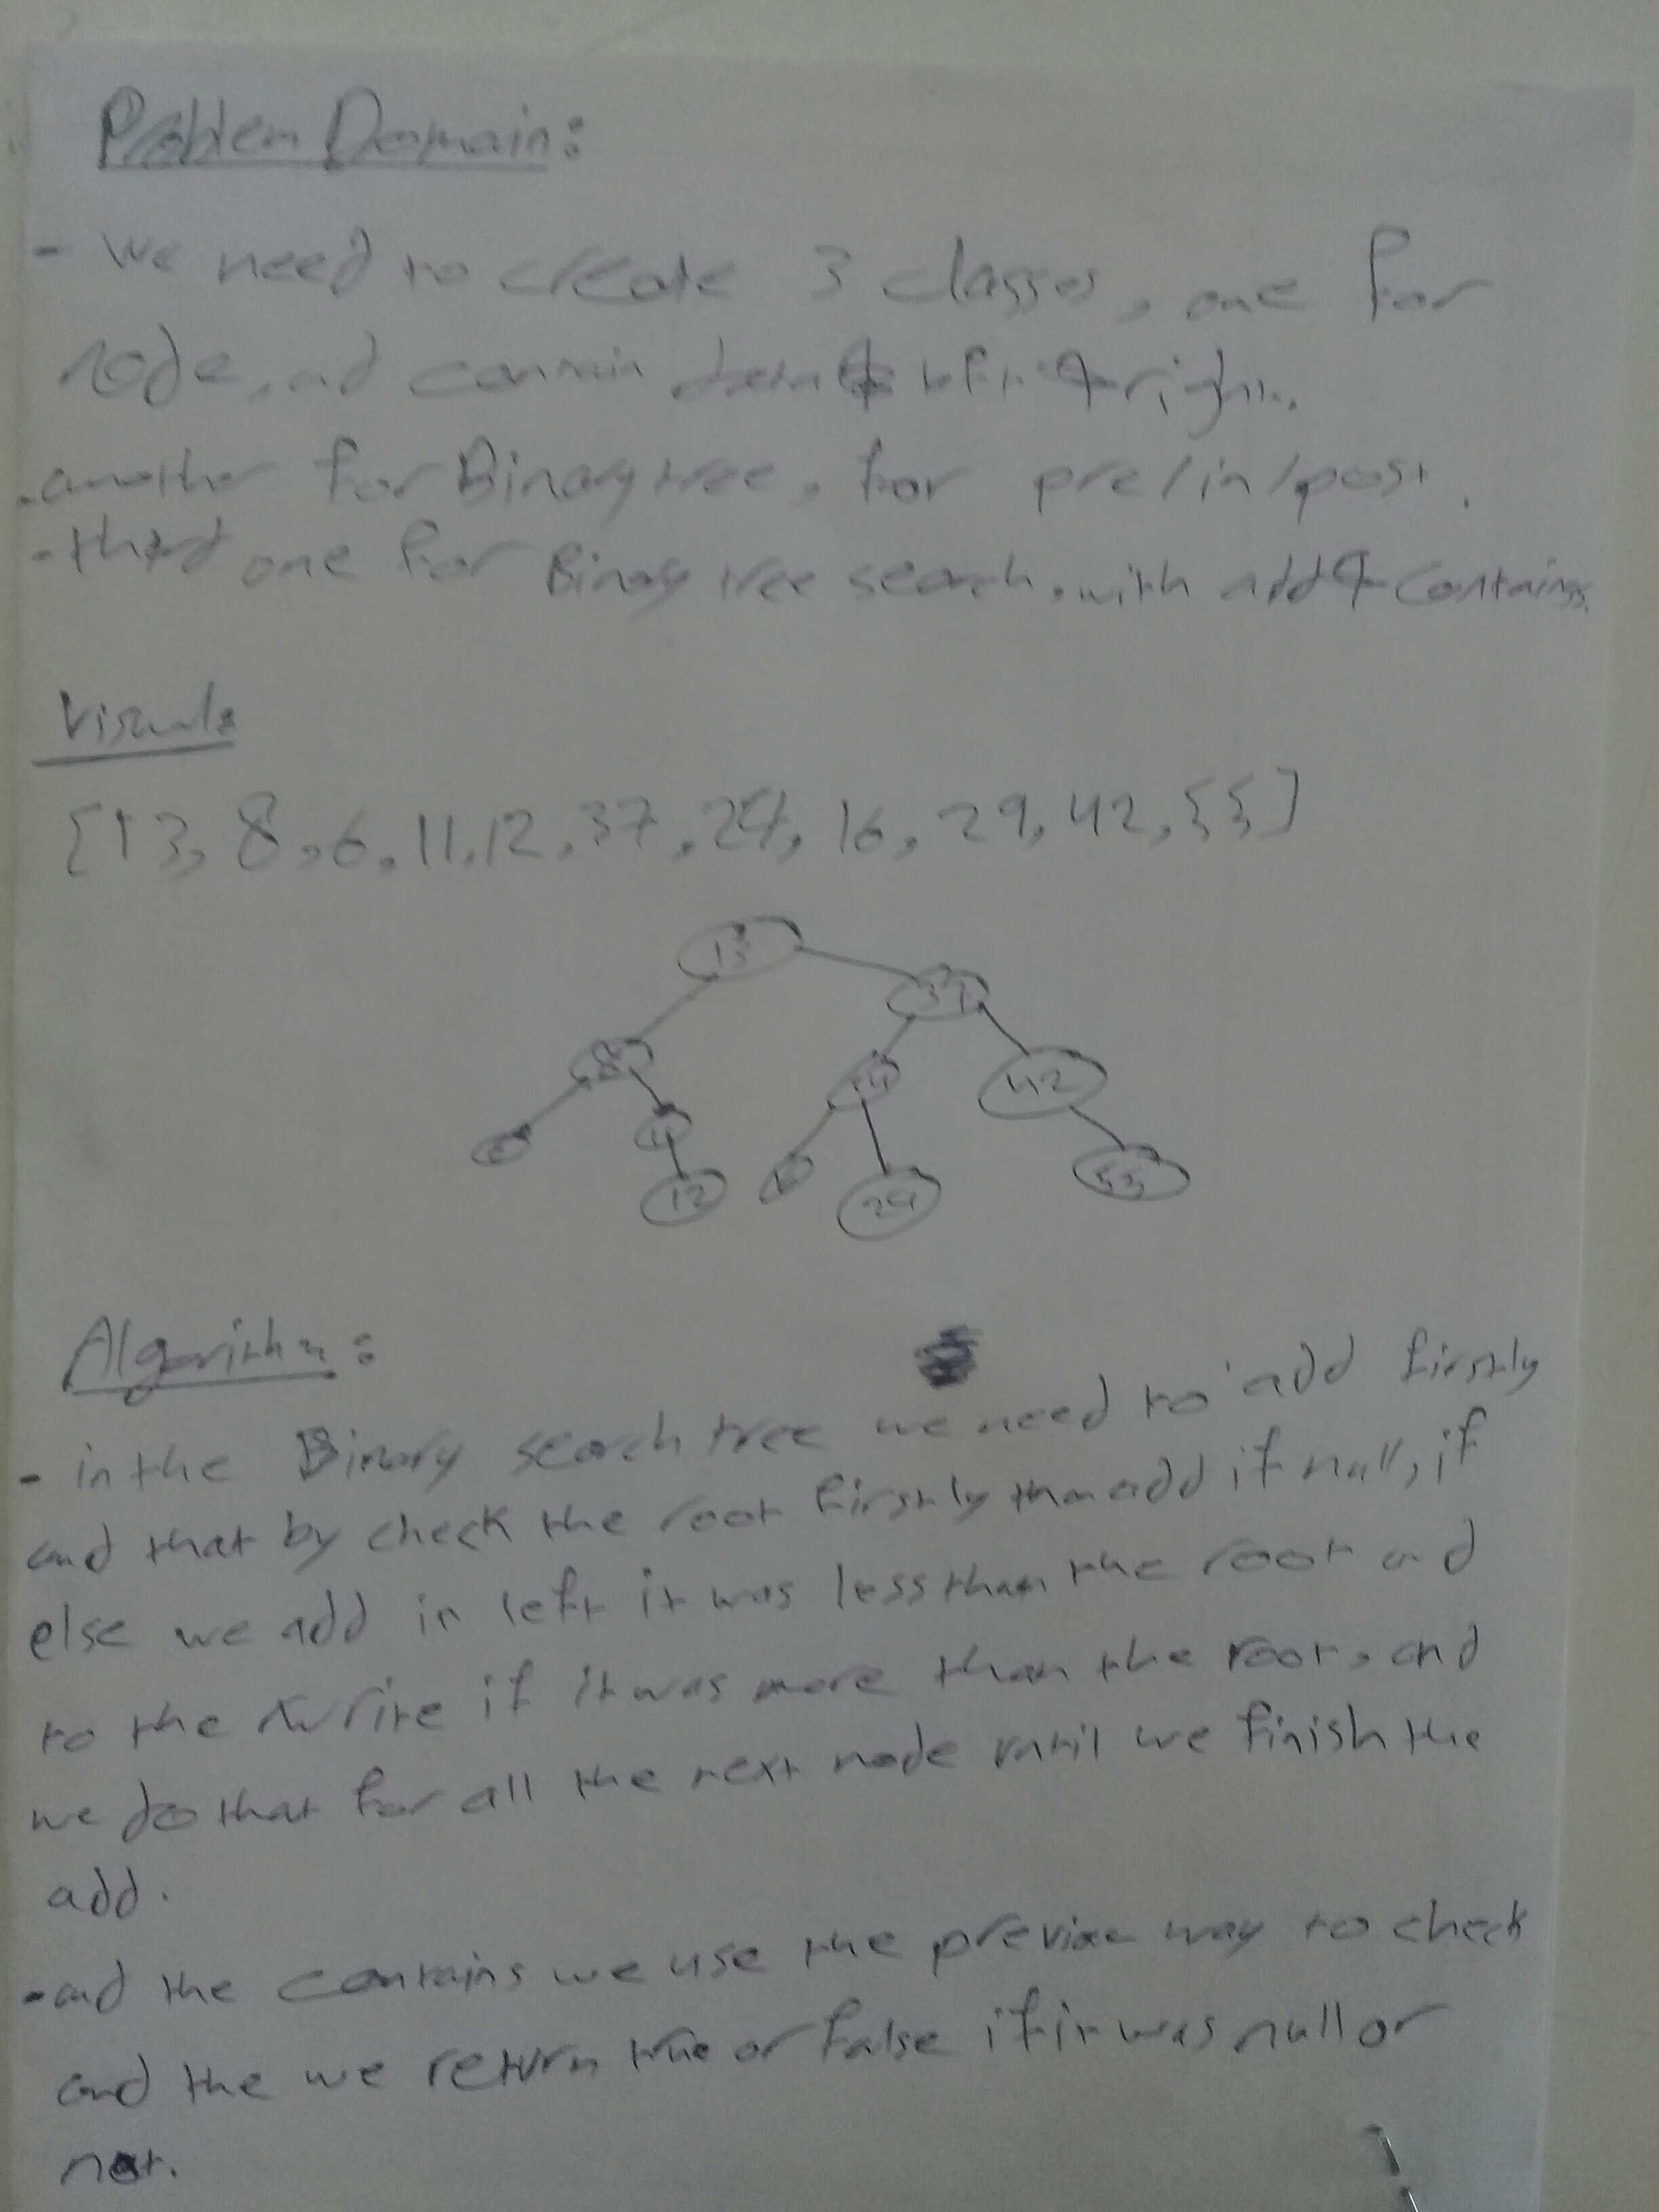 Problem Domain:
- We need to create 3 classes, one for
node, and contain data & left & right.
.another for Binary tree, for pre/in/post.
- third one for Binary tree search, with add & Contains.
Visuals
[13, 8, 6, 11, 12, 37, 24, 16, 29, 42, 55]
13
37
8
24
42
6
11
12
16
29
55
Algorithm:
- in the Binary search tree we need to add firstly
and that by check the root firstly than add if null, if
else we add in left it was less than the root and
to the write if it was more than the root, and
we do that for all the next node until we finish the
add.
- and the contains we use the way to check
and the we return true or false if it was null or
not.